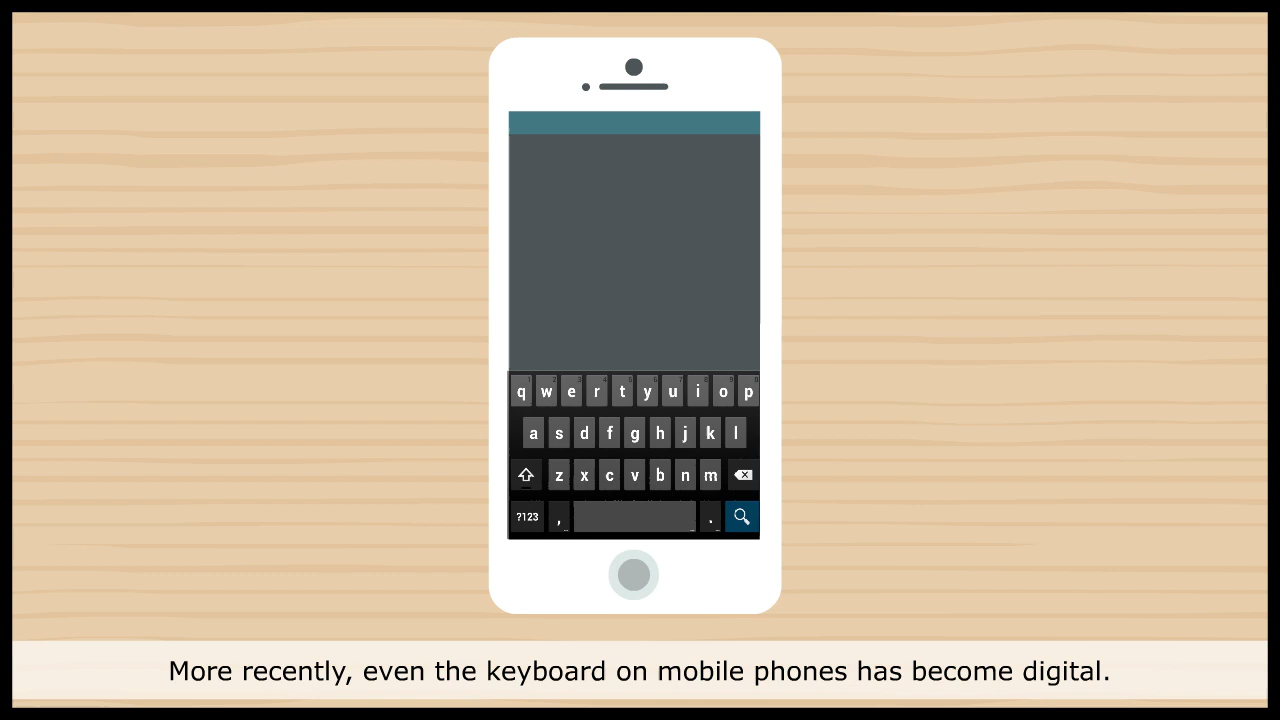 q w e r t y u i o p
a s d f g h j k l
z x c v b n m
?123 , .
More recently, even the keyboard on mobile phones has become digital.